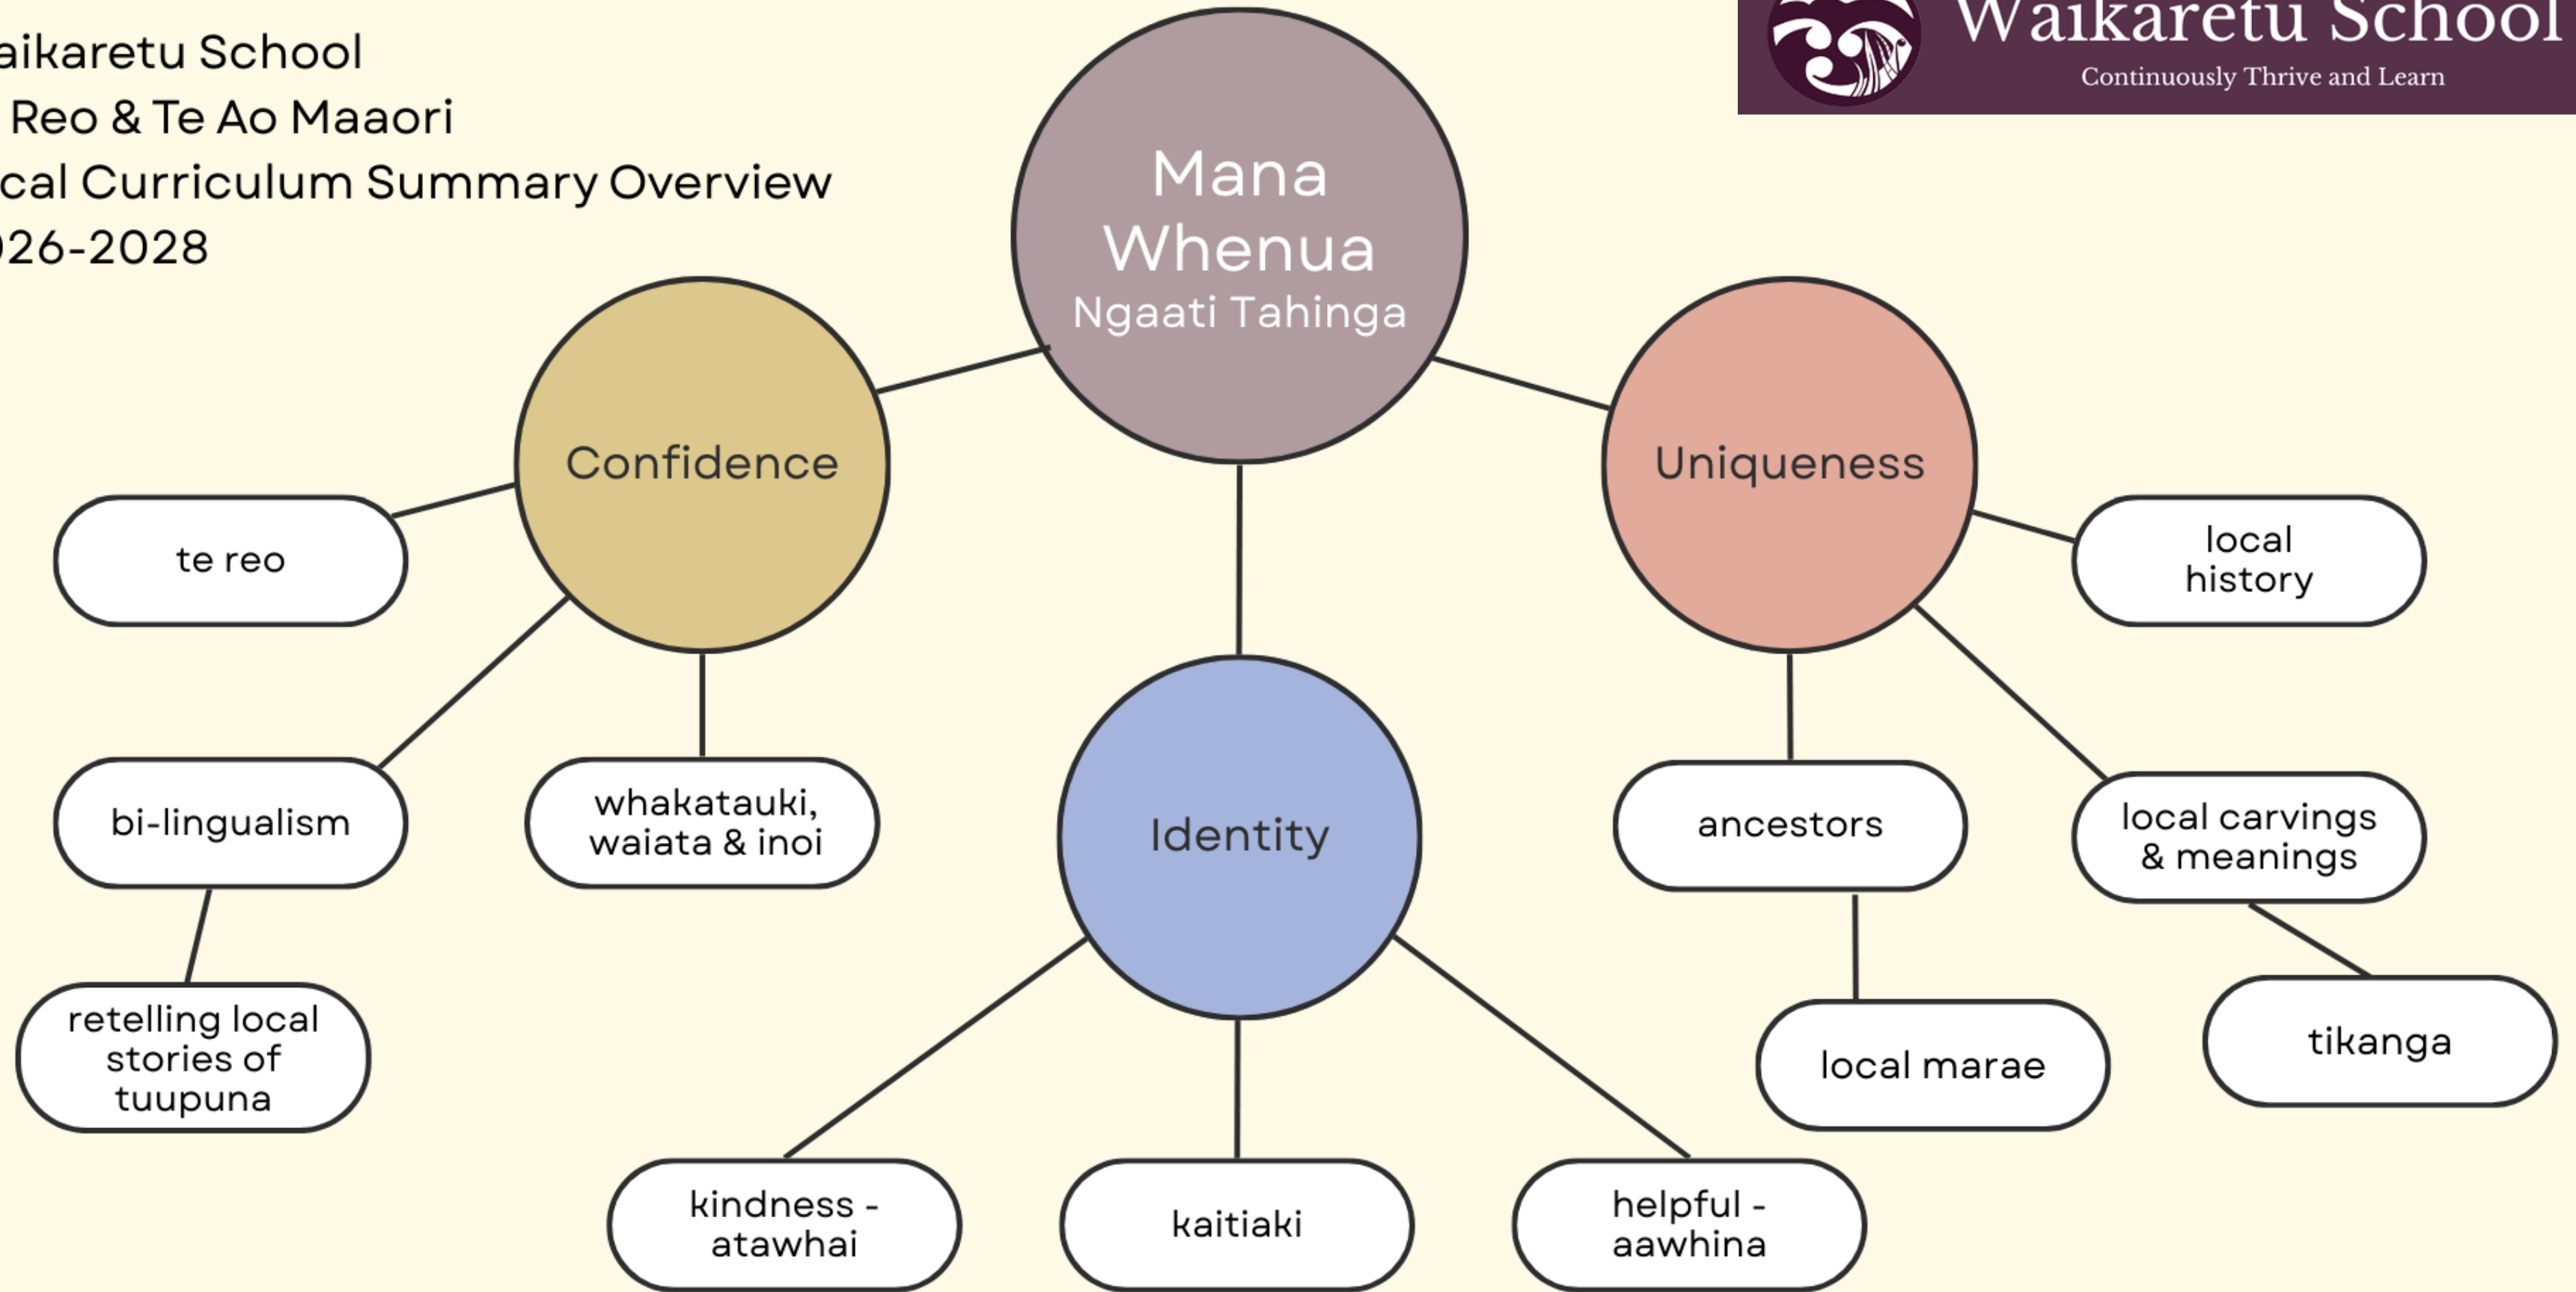 aikaretu School
Reo & Te Ao Maaori
cal Curriculum Summary Overview
026-2028
Waikaretu School
Continuously Thrive and Learn
Mana
Whenua
Ngaati Tahinga
Confidence
Uniqueness
te reo
local
history
bi-lingualism
whakatauki,
waiata & inoi
Identity
ancestors
local carvings
& meanings
retelling local
stories of
tuupuna
local marae
tikanga
kindness -
atawhai
kaitiaki
helpful -
aawhina